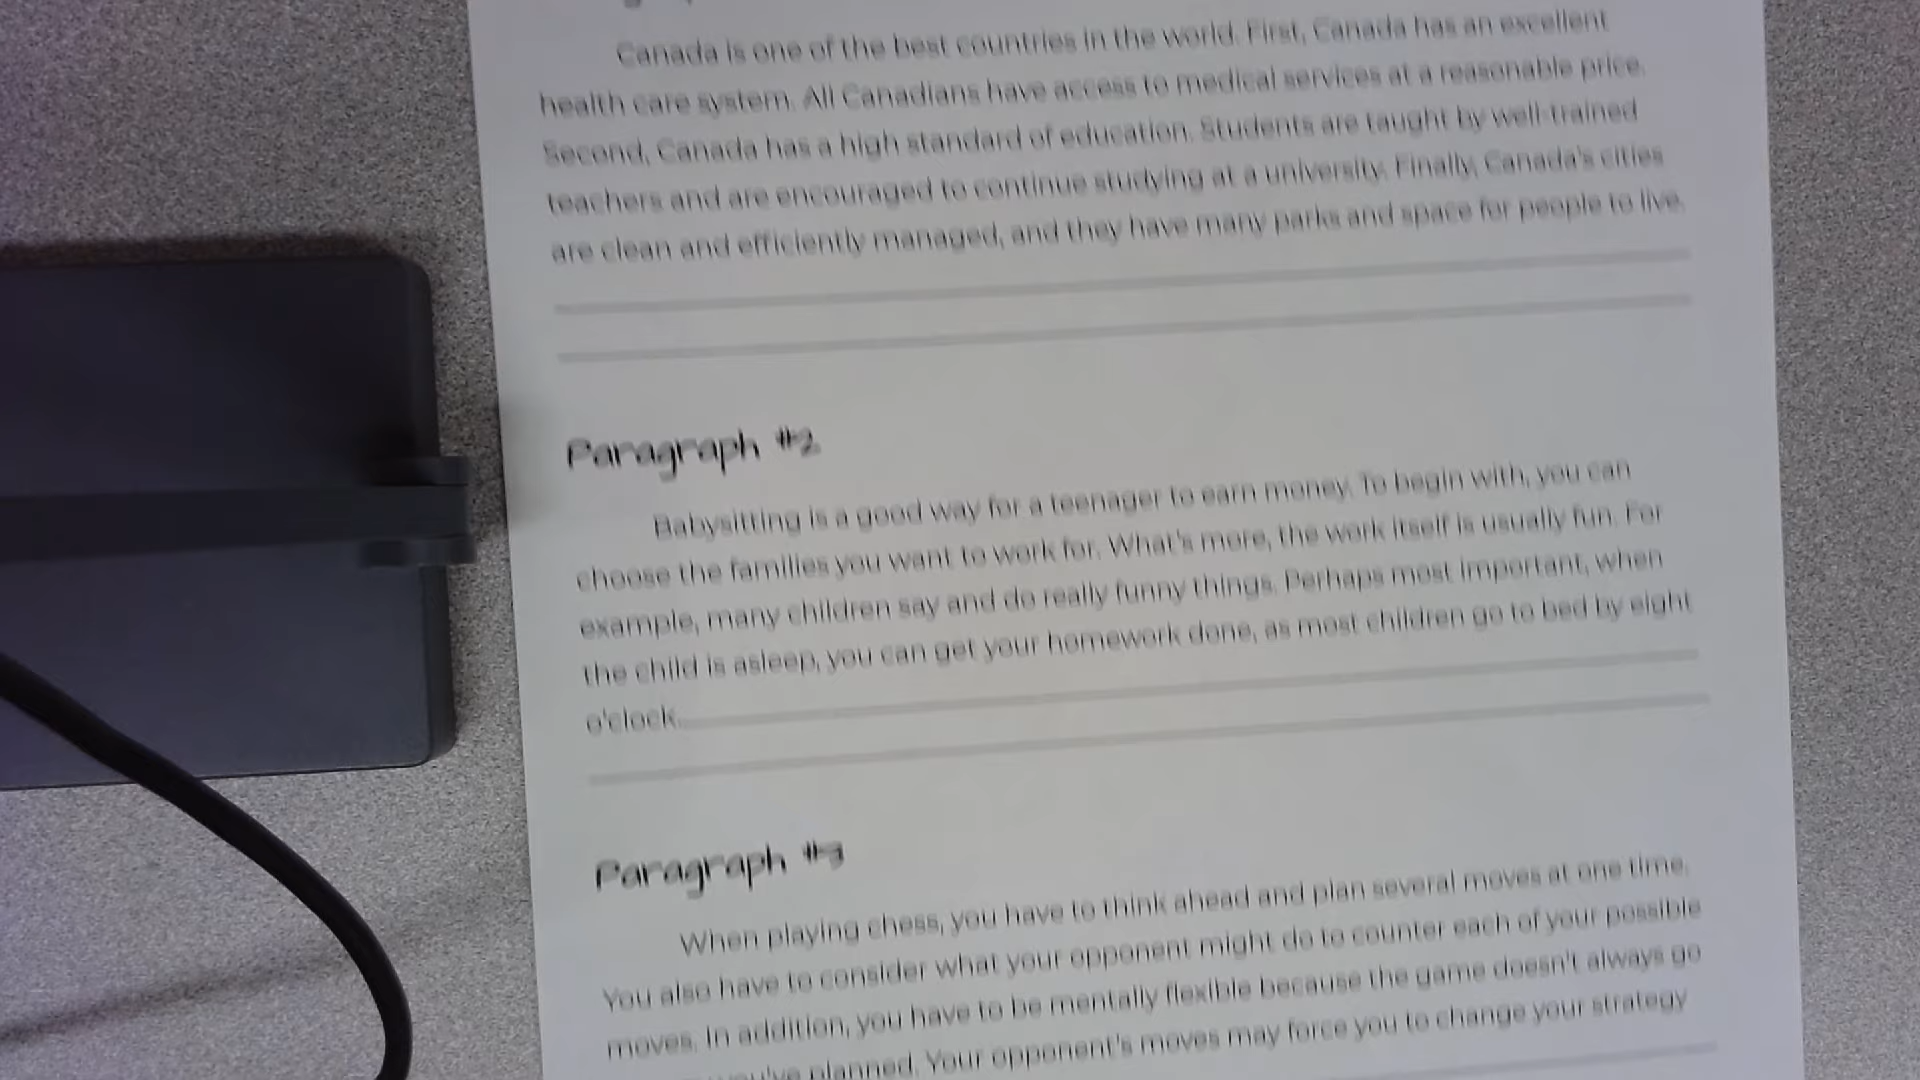 Canada is one of the best countries in the world. First, Canada has an excellent
health care system. All Canadians have access to medical services at a reasonable price.
Second, Canada has a high standard of education. Students are taught by well-trained
teachers and are encouraged to continue studying at a university. Finally, Canada's cities
are clean and efficiently managed, and they have many parks and space for people to live.
Paragraph #2
Babysitting is a good way for a teenager to earn money. To begin with, you can
choose the families you want to work for. What's more, the work itself is usually fun. For
example, many children say and do really funny things. Perhaps most important, when
the child is asleep, you can get your homework done, as most children go to bed by eight
o'clock.
Paragraph #3
When playing chess, you have to think ahead and plan several moves at one time.
You also have to consider what your opponent might do to counter each of your possible
moves. In addition, you have to be mentally flexible because the game doesn't always go
you've planned. Your opponent's moves may force you to change your strategy